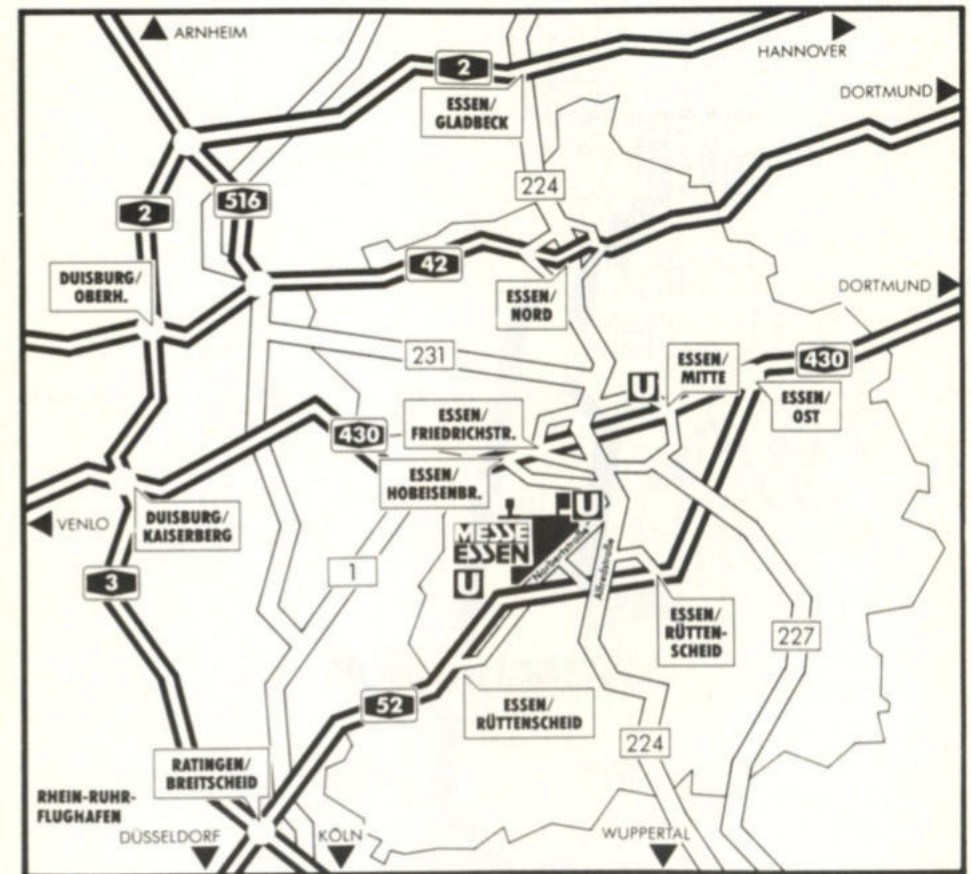 ARNHEIM
HANNOVER
2
ESSEN/
GLADBECK
DORTMUND
224
2
516
42
DUISBURG/
OBERH.
ESSEN/
NORD
DORTMUND
231
ESSEN/
MITTE
430
U
ESSEN/
OST
ESSEN/
FRIEDRICHSTR.
430
ESSEN/
HOBEISENBR.
VENLO
DUISBURG/
KAISERBERG
U
MESSE
ESSEN
U
Norbertstraße
Alfredstraße
3
1
ESSEN/
RÜTTEN-
SCHEID
227
52
ESSEN/
RÜTTENSCHEID
224
RATINGEN/
BREITSCHEID
RHEIN-RUHR-
FLUGHAFEN
DÜSSELDORF
KÖLN
WUPPERTAL